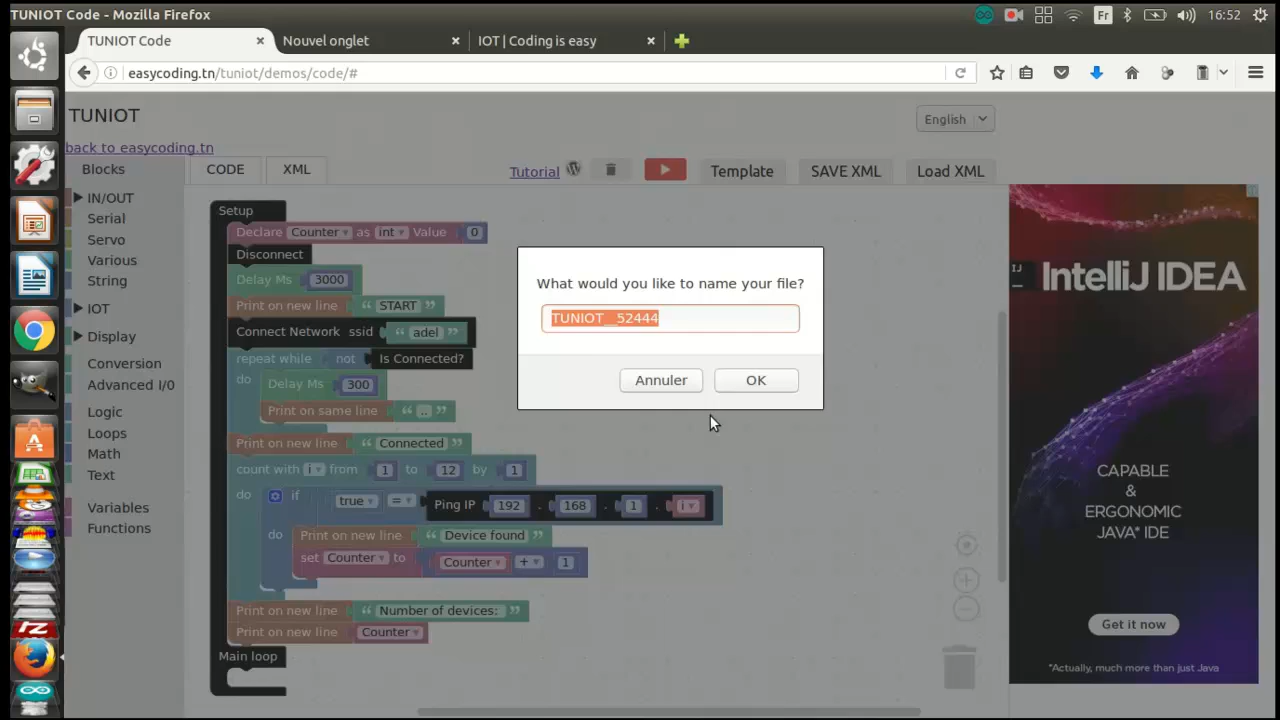 TUNIOT Code - Mozilla Firefox
Fr
16:52
TUNIOT Code
Nouvel onglet
IOT | Coding is easy
easycoding.tn/tuniot/demos/code/#
TUNIOT
English
back to easycoding.tn
Blocks
CODE
XML
Tutorial
Template
SAVE XML
Load XML
IN/OUT
Serial
Servo
Various
String
IOT
Display
Conversion
Advanced I/0
Logic
Loops
Math
Text
Variables
Functions
Setup
Declare Counter as int Value 0
Disconnect
Delay Ms 3000
Print on new line “ START ”
Connect Network ssid “ adel ”
repeat while not Is Connected?
do Delay Ms 300
Print on same line “ .. ”
Print on new line “ Connected ”
count with i from 1 to 12 by 1
do if true = Ping IP 192 . 168 . 1 . i
do Print on new line “ Device found ”
set Counter to Counter + 1
Print on new line “ Number of devices: ”
Print on new line Counter
Main loop
What would you like to name your file?
TUNIOT__52444
Annuler
OK
IJ
IntelliJ IDEA
CAPABLE
&
ERGONOMIC
JAVA* IDE
Get it now
*Actually, much more than just Java